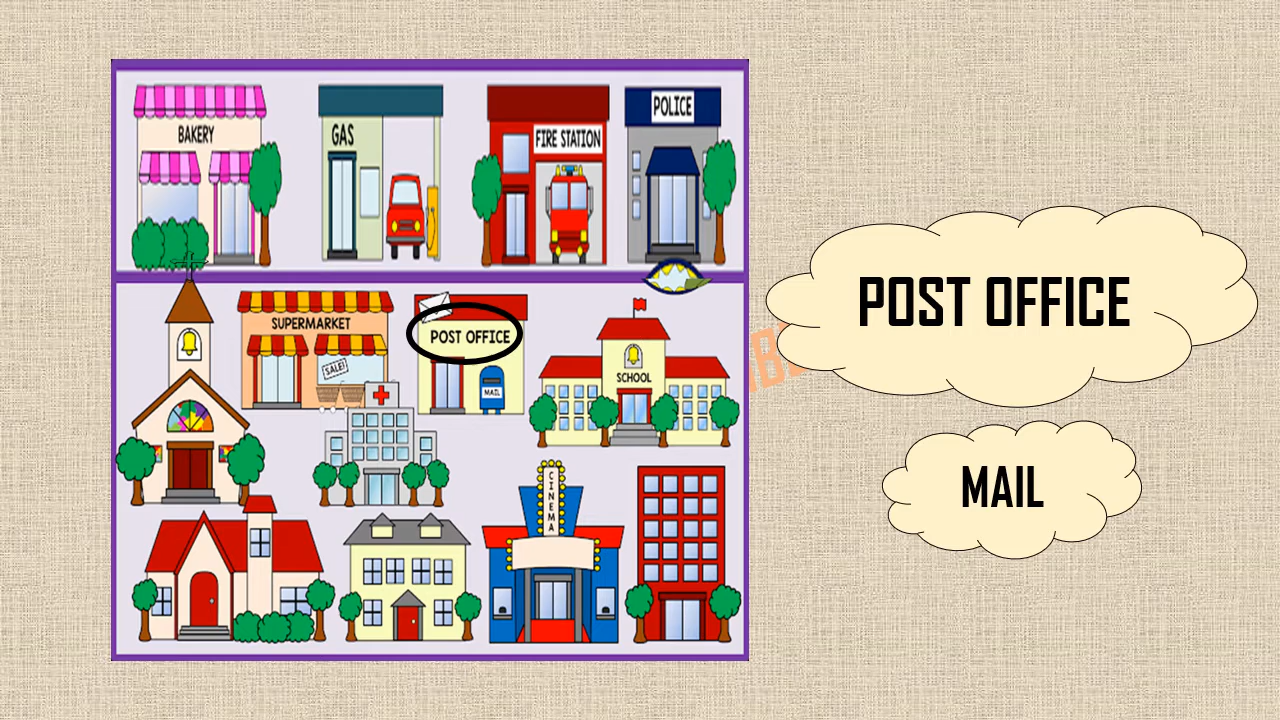 BAKERY
GAS
FIRE STATION
POLICE
SUPERMARKET
SALE!
POST OFFICE
MAIL
SCHOOL
CINEMA
POST OFFICE
MAIL